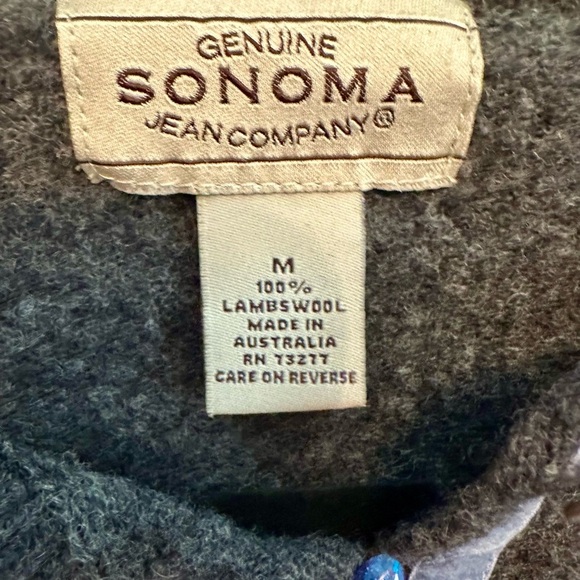 GENUINE
SONOMA
JEAN COMPANY®
M
100%
LAMBSWOOL
MADE IN
AUSTRALIA
RN 73277
CARE ON REVERSE